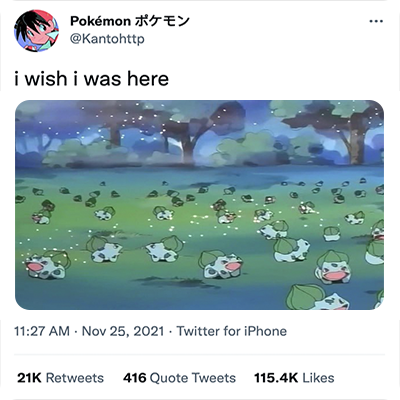 Pokémon ポケモン
@Kantohttp
i wish i was here
11:27 AM · Nov 25, 2021 · Twitter for iPhone
21K Retweets 416 Quote Tweets 115.4K Likes